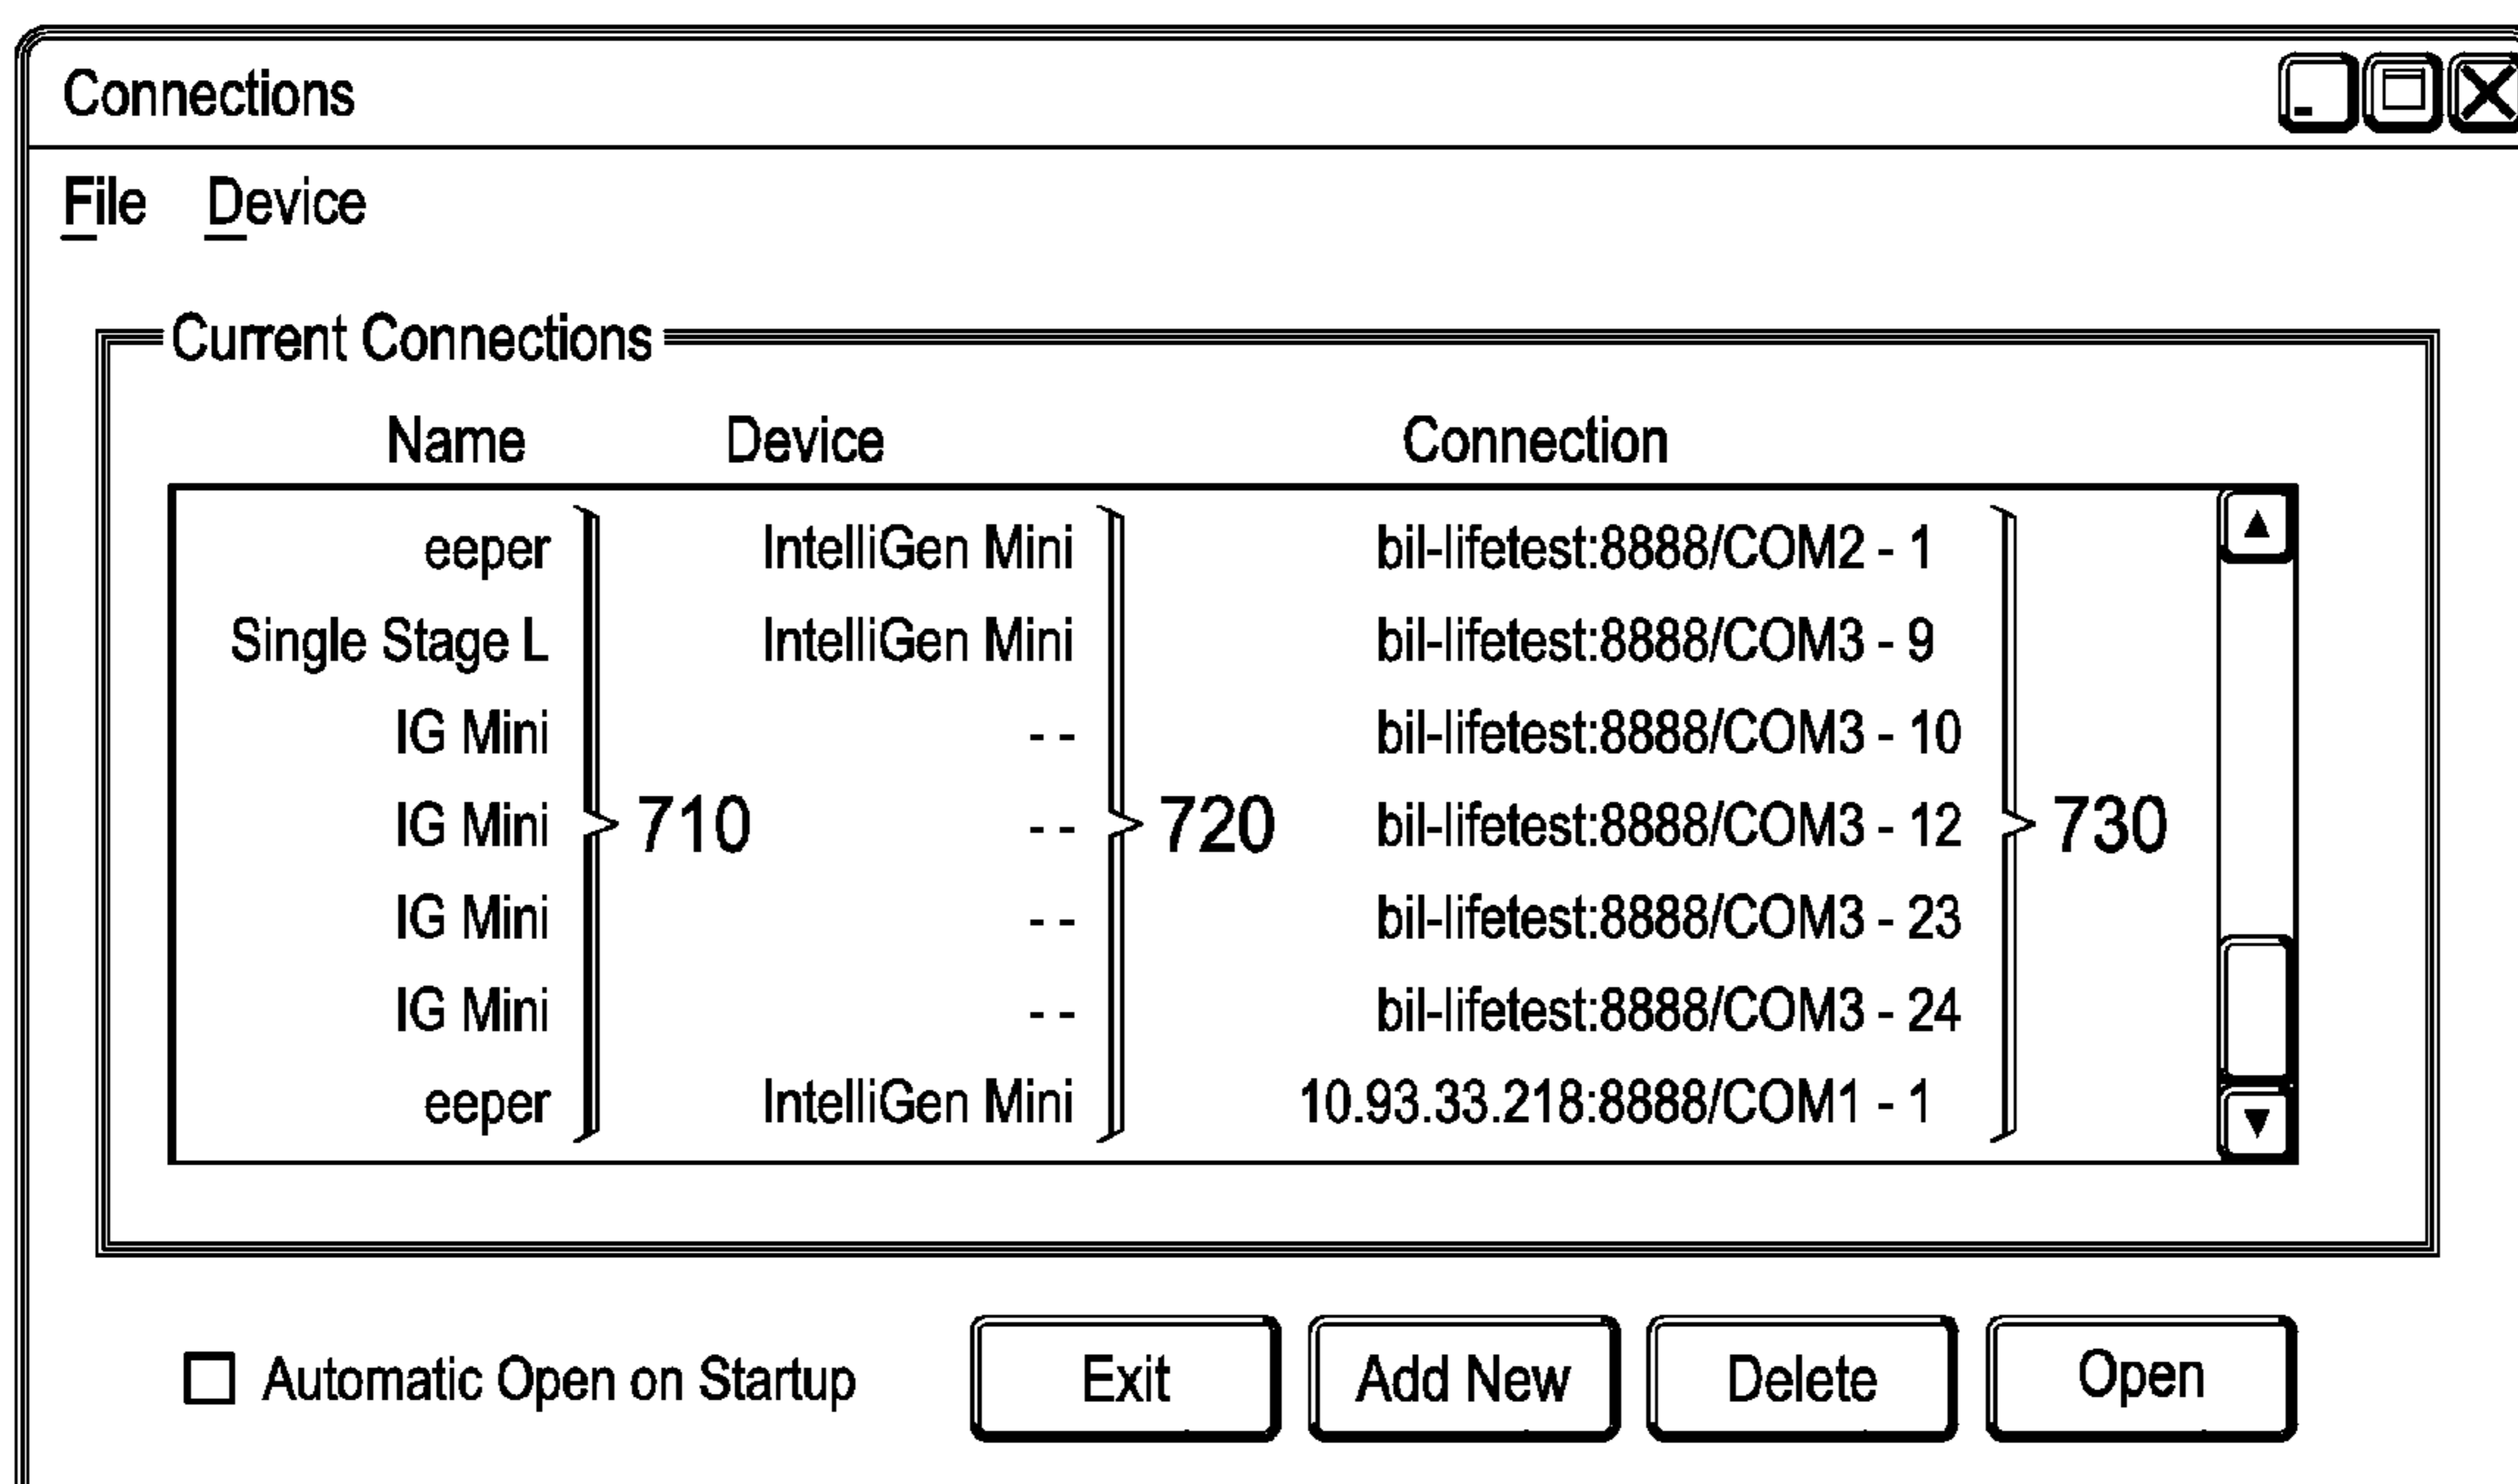 Connections
File Device
Current Connections
Name Device Connection
eeper IntelliGen Mini bil-lifetest:8888/COM2 - 1
Single Stage L IntelliGen Mini bil-lifetest:8888/COM3 - 9
IG Mini - - bil-lifetest:8888/COM3 - 10
IG Mini 710 - - 720 bil-lifetest:8888/COM3 - 12 730
IG Mini - - bil-lifetest:8888/COM3 - 23
IG Mini - - bil-lifetest:8888/COM3 - 24
eeper IntelliGen Mini 10.93.33.218:8888/COM1 - 1
Automatic Open on Startup Exit Add New Delete Open